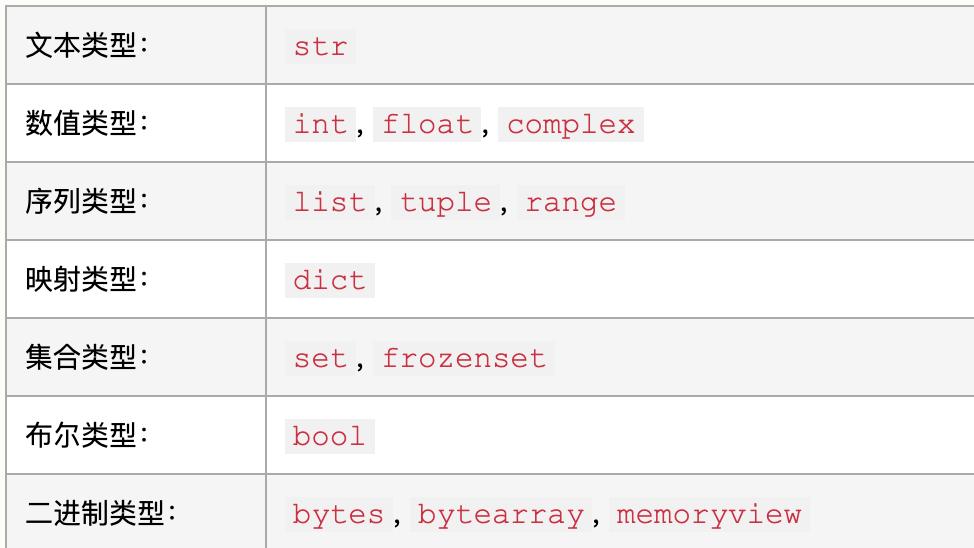 文本类型： str
数值类型： int, float, complex
序列类型： list, tuple, range
映射类型： dict
集合类型： set, frozenset
布尔类型： bool
二进制类型： bytes, bytearray, memoryview